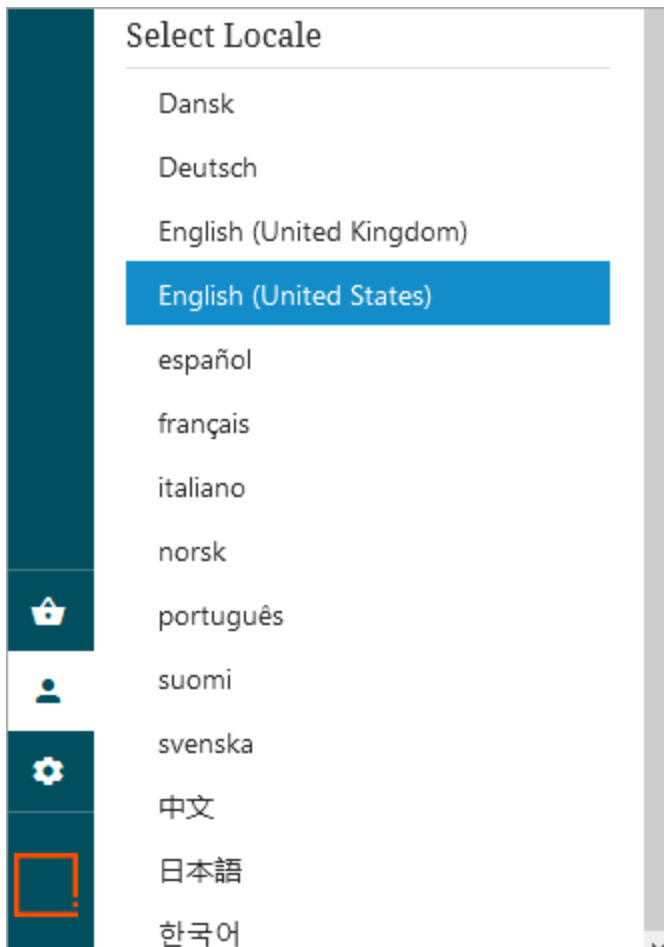 Select Locale
Dansk
Deutsch
English (United Kingdom)
English (United States)
español
français
italiano
norsk
português
suomi
svenska
中文
日本語
한국어